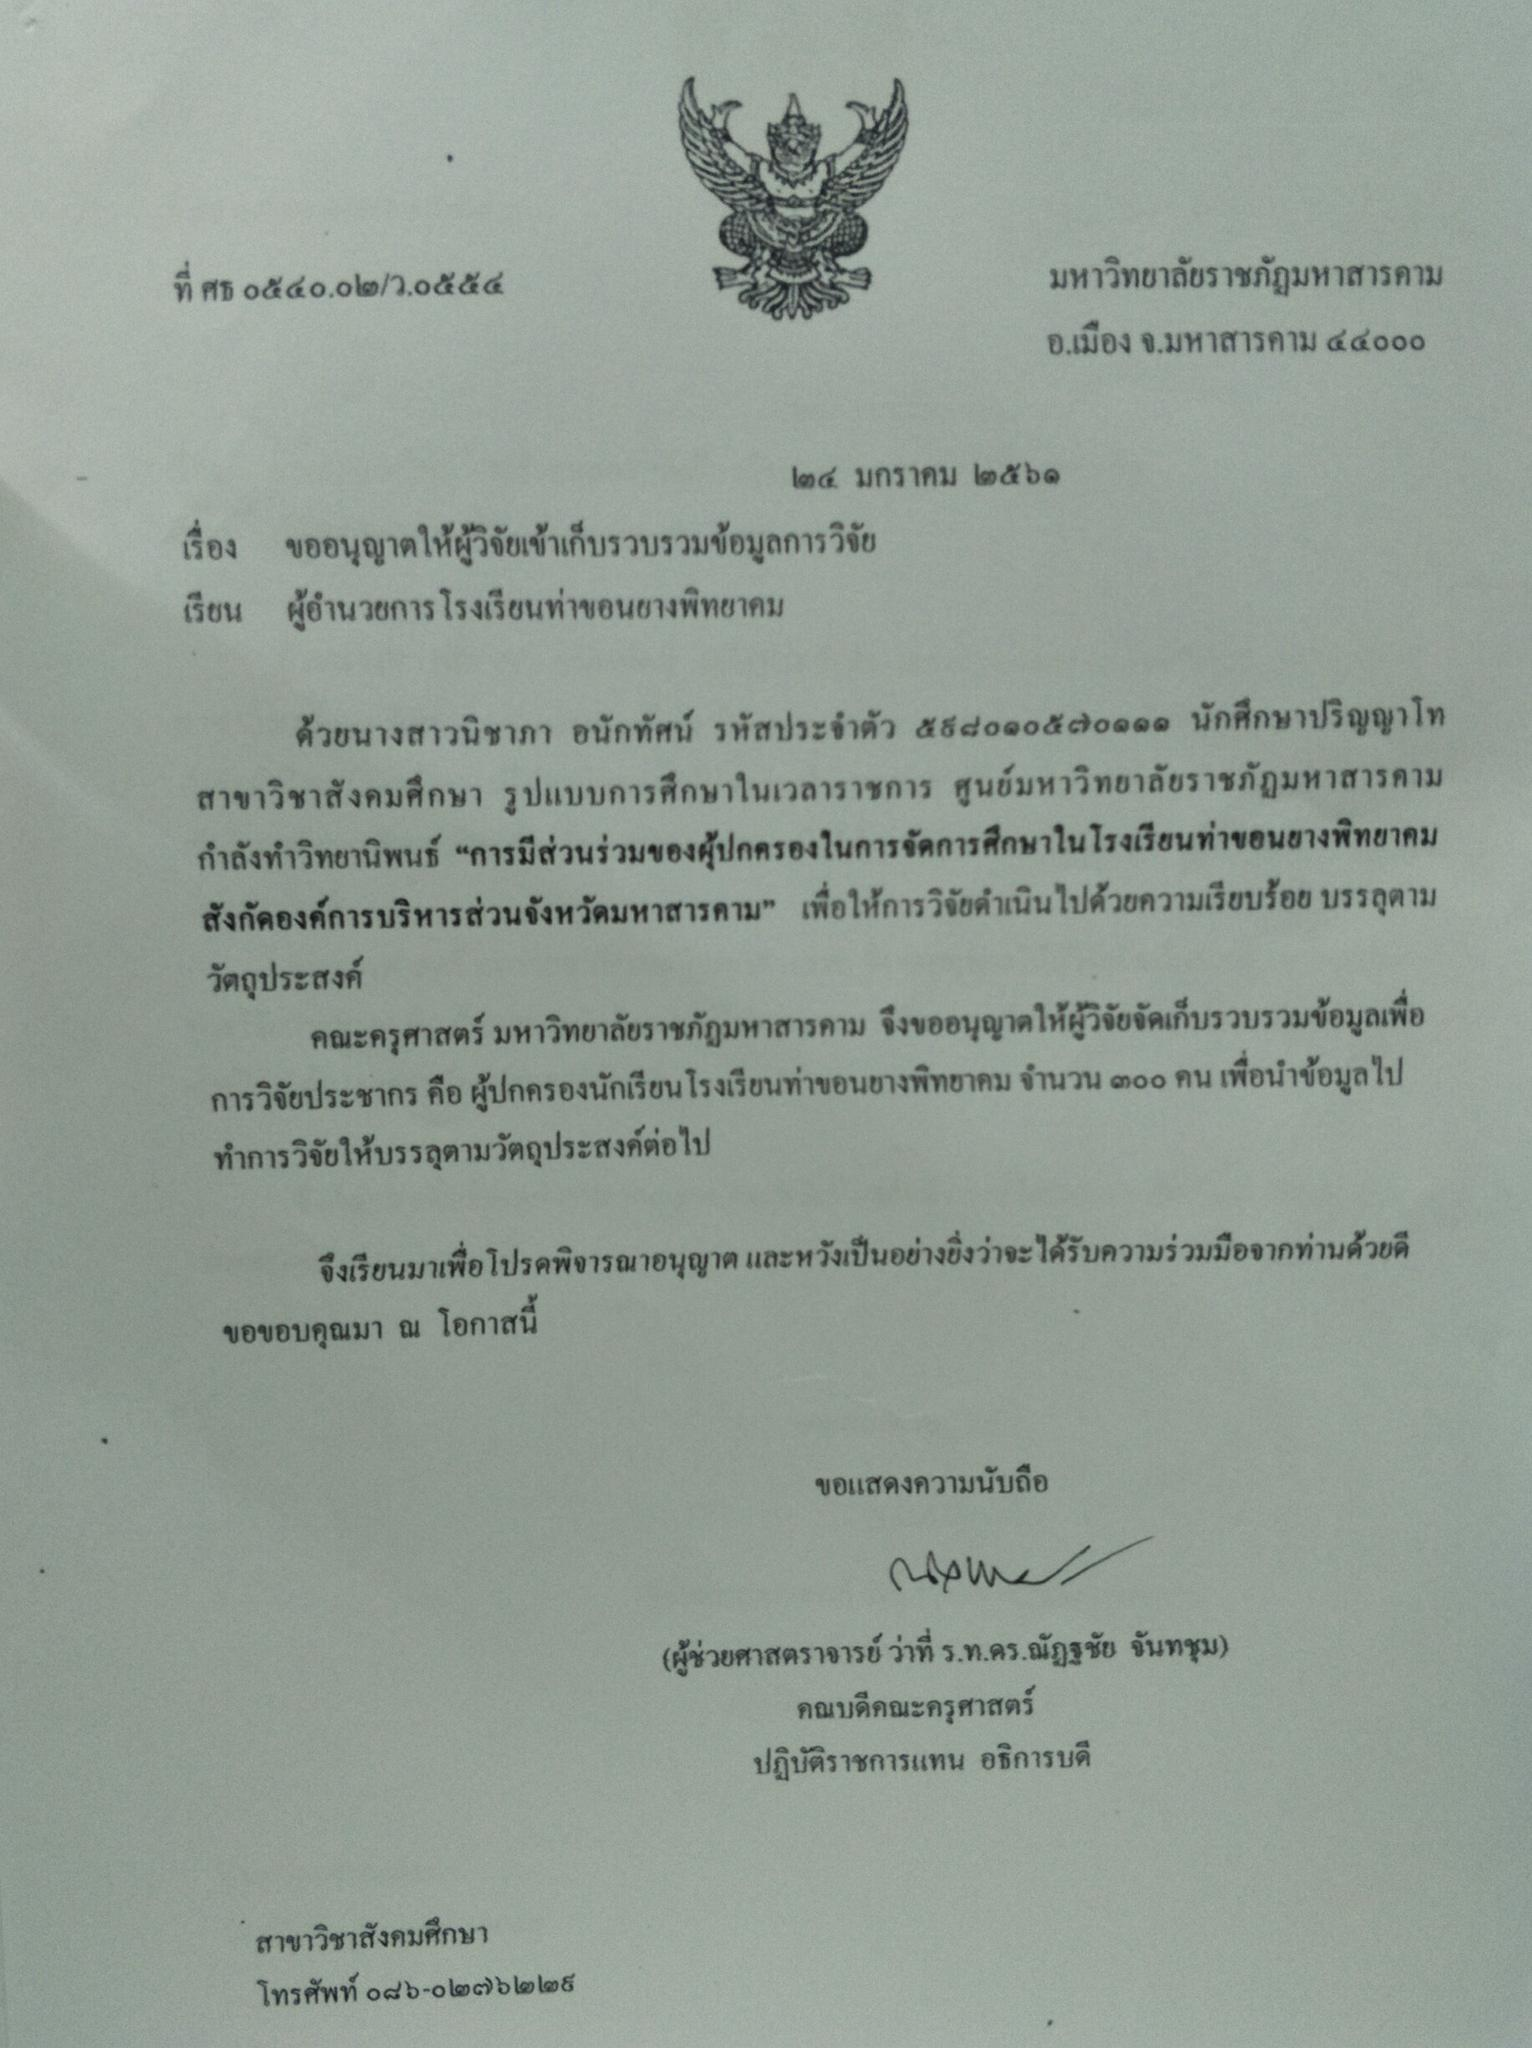 ที่ ศธ ๐๕๔๐.๐๒/ว.๐๕๕๔
มหาวิทยาลัยราชภัฏมหาสารคาม
อ.เมือง จ.มหาสารคาม ๔๔๐๐๐
๒๔ มกราคม ๒๕๖๑
เรื่อง ขออนุญาตให้ผู้วิจัยเข้าเก็บรวบรวมข้อมูลการวิจัย
เรียน ผู้อำนวยการโรงเรียนท่าขอนยางพิทยาคม
ด้วยนางสาวนิชาภา อนักทัศน์ รหัสประจำตัว ๕๙๘๐๑๐๕๗๐๑๑๑ นักศึกษาปริญญาโท
สาขาวิชาสังคมศึกษา รูปแบบการศึกษาในเวลาราชการ ศูนย์มหาวิทยาลัยราชภัฏมหาสารคาม
กำลังทำวิทยานิพนธ์ “การมีส่วนร่วมของผุ้ปกครองในการจัดการศึกษาในโรงเรียนท่าขอนยางพิทยาคม
สังกัดองค์การบริหารส่วนจังหวัดมหาสารคาม” เพื่อให้การวิจัยดำเนินไปด้วยความเรียบร้อย บรรลุตาม
วัตถุประสงค์
คณะครุศาสตร์ มหาวิทยาลัยราชภัฏมหาสารคาม จึงขออนุญาตให้ผู้วิจัยจัดเก็บรวบรวมข้อมูลเพื่อ
การวิจัยประชากร คือ ผู้ปกครองนักเรียนโรงเรียนท่าขอนยางพิทยาคม จำนวน ๓๐๐ คน เพื่อนำข้อมูลไป
ทำการวิจัยให้บรรลุตามวัตถุประสงค์ต่อไป
จึงเรียนมาเพื่อโปรดพิจารณาอนุญาต และหวังเป็นอย่างยิ่งว่าจะได้รับความร่วมมือจากท่านด้วยดี
ขอขอบคุณมา ณ โอกาสนี้
ขอแสดงความนับถือ
(ผู้ช่วยศาสตราจารย์ ว่าที่ ร.ท.ดร.ณัฏฐชัย จันทชุม)
คณบดีคณะครุศาสตร์
ปฏิบัติราชการแทน อธิการบดี
สาขาวิชาสังคมศึกษา
โทรศัพท์ ๐๘๖-๐๒๗๖๒๒๙